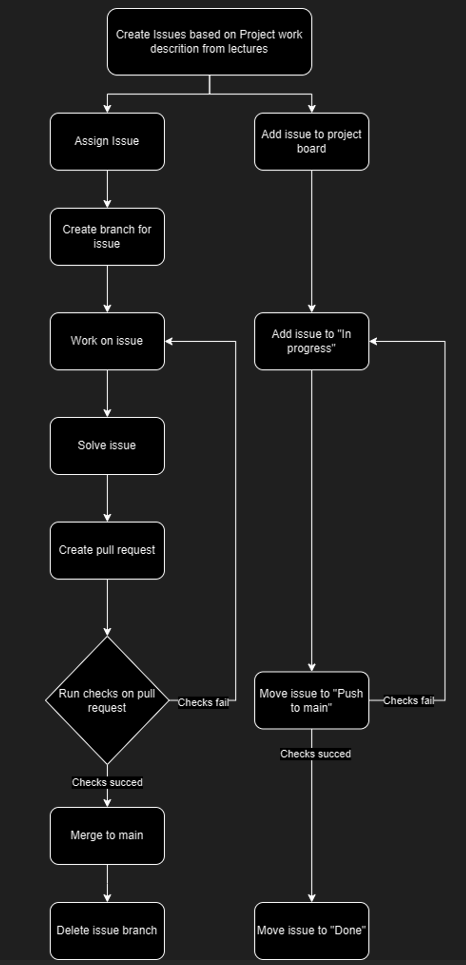 Create Issues based on Project work
descrition from lectures
Assign Issue
Add issue to project
board
Create branch for
issue
Work on issue
Add issue to "In
progress"
Solve issue
Create pull request
Run checks on pull
request
Checks fail
Move issue to "Push
to main"
Checks fail
Checks succed
Checks succed
Merge to main
Delete issue branch
Move issue to "Done"